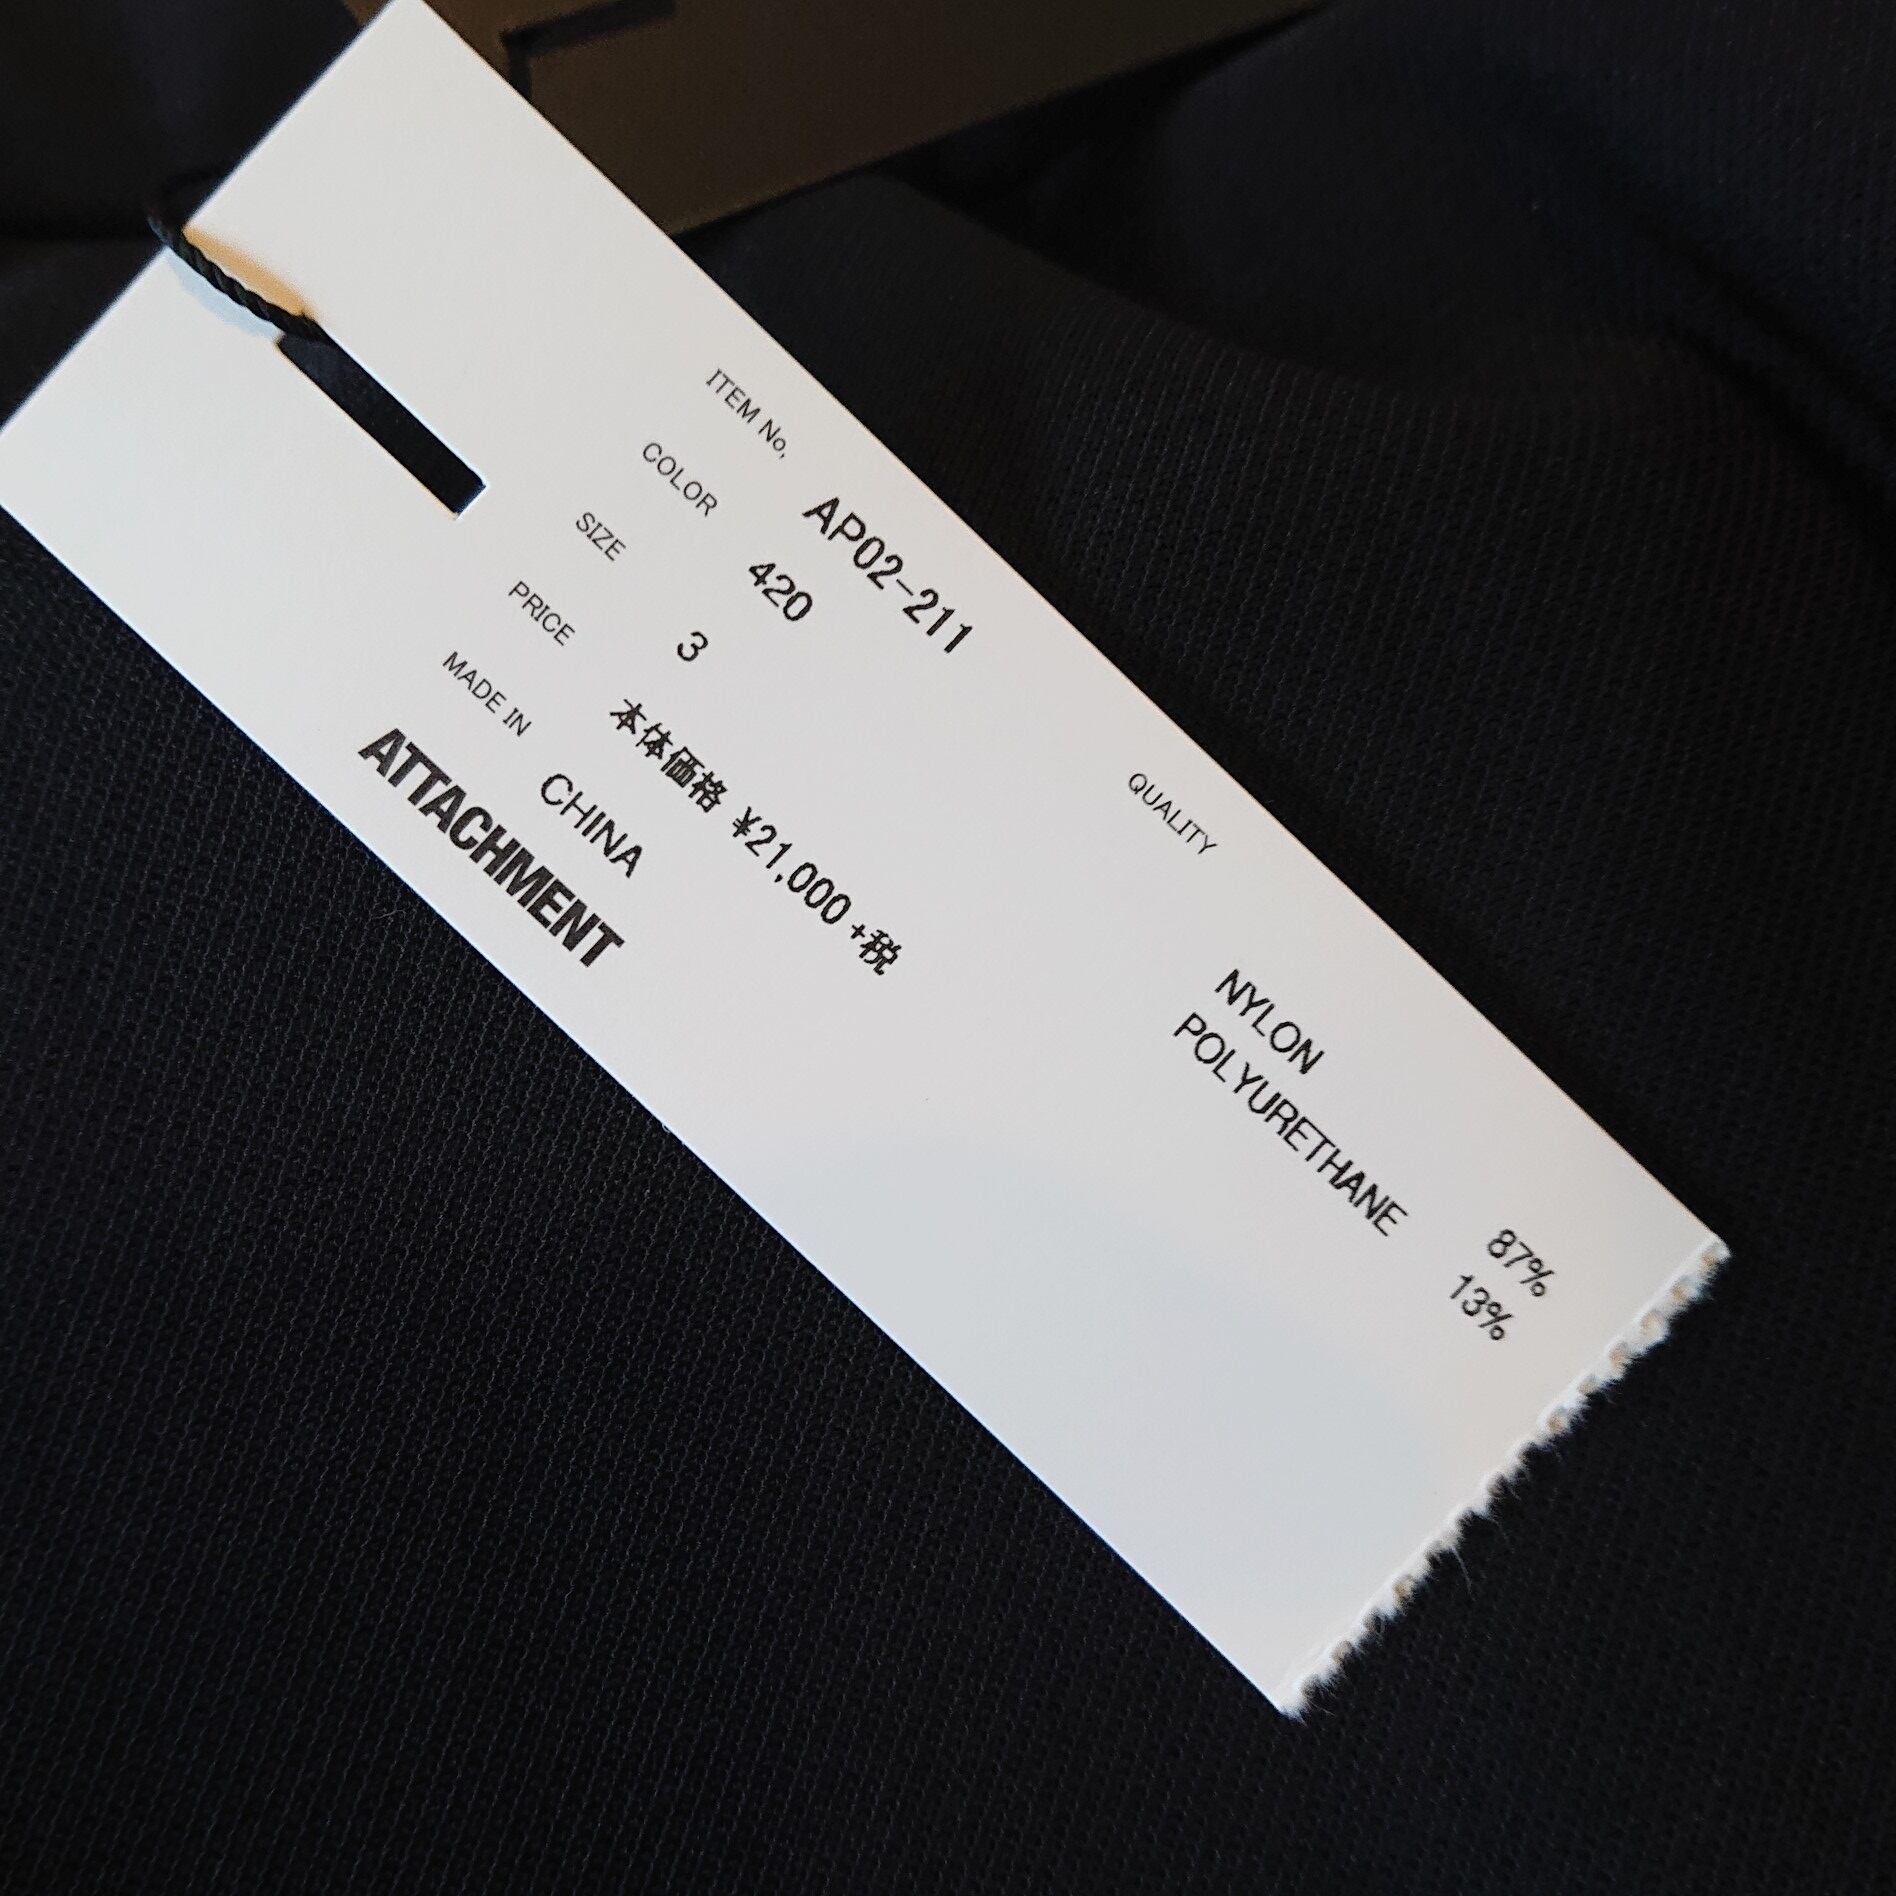 ITEM No, AP02-211
COLOR 420
SIZE 3
PRICE 本体価格 ¥21,000 +税
MADE IN CHINA
ATTACHMENT
QUALITY
NYLON 87%
POLYURETHANE 13%